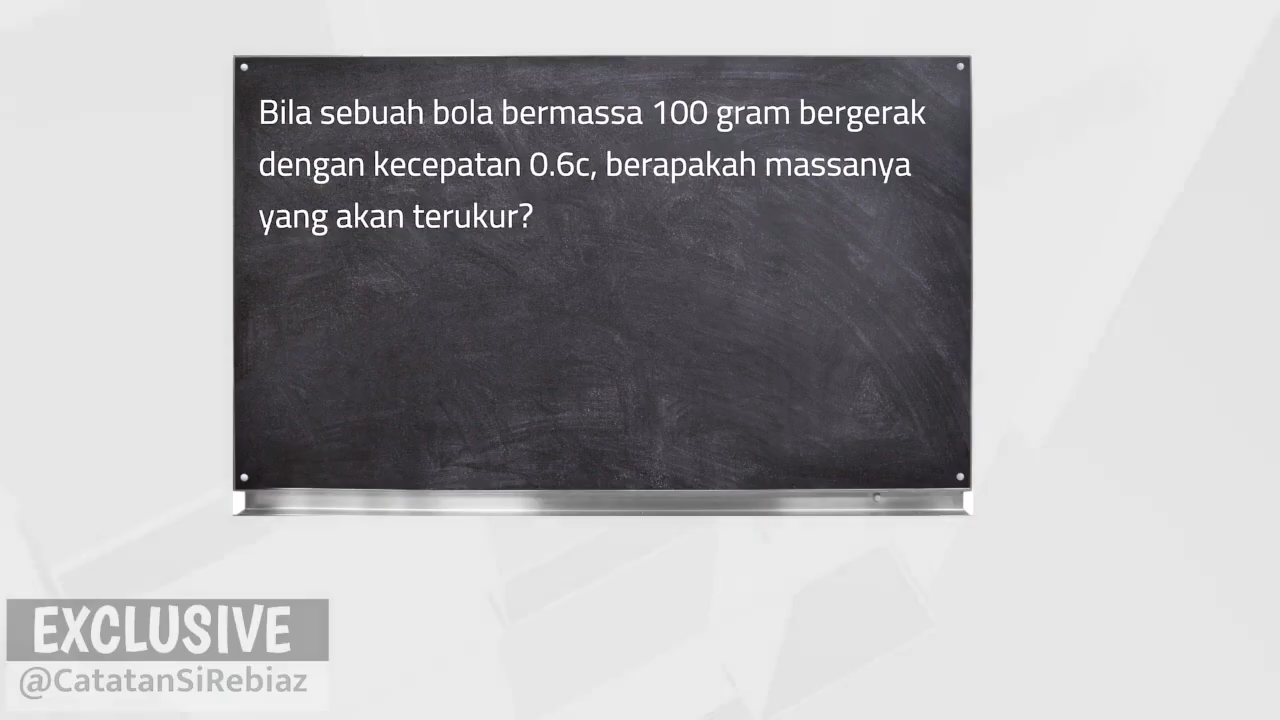 Bila sebuah bola bermassa 100 gram bergerak
dengan kecepatan 0.6c, berapakah massanya
yang akan terukur?
EXCLUSIVE
@CatatanSiRebiaz